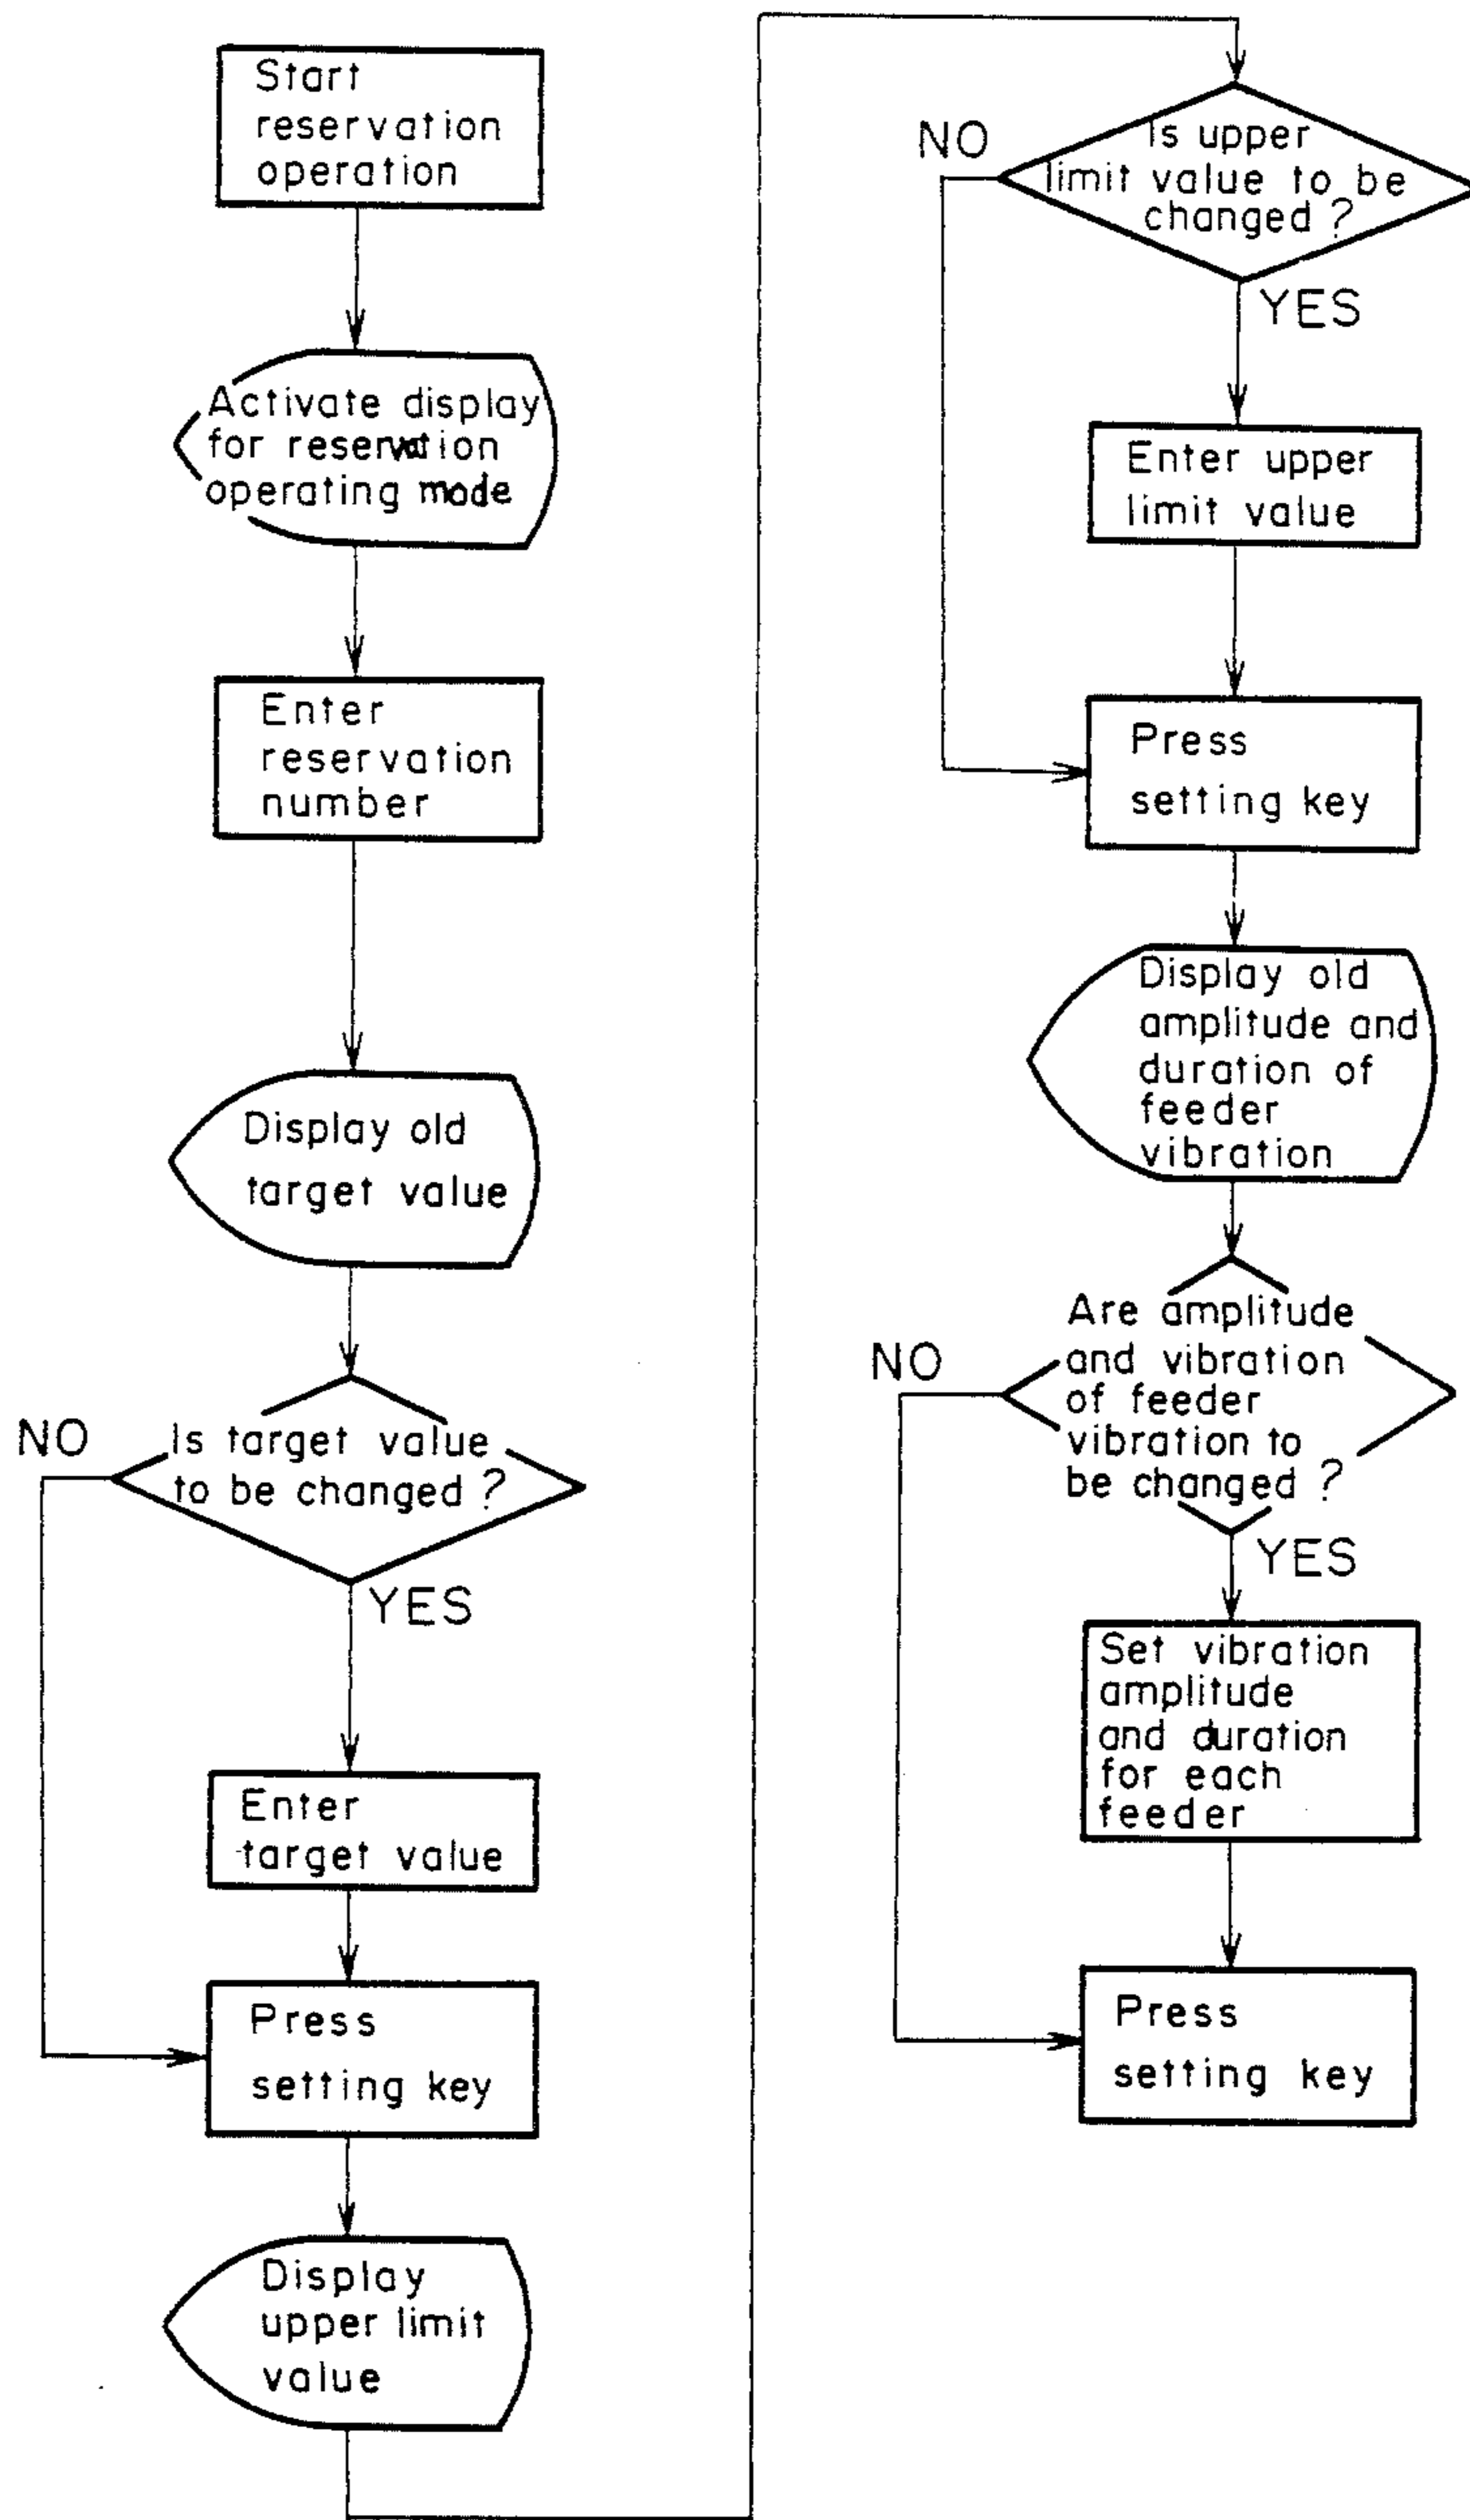 Start
reservation
operation
Activate display
for reservation
operating mode
Enter
reservation
number
Display old
target value
NO
Is target value
to be changed ?
YES
Enter
target value
Press
setting key
Display
upper limit
value
NO
Is upper
limit value to be
changed ?
YES
Enter upper
limit value
Press
setting key
Display old
amplitude and
duration of
feeder
vibration
NO
Are amplitude
and vibration
of feeder
vibration to
be changed ?
YES
Set vibration
amplitude
and duration
for each
feeder
Press
setting key